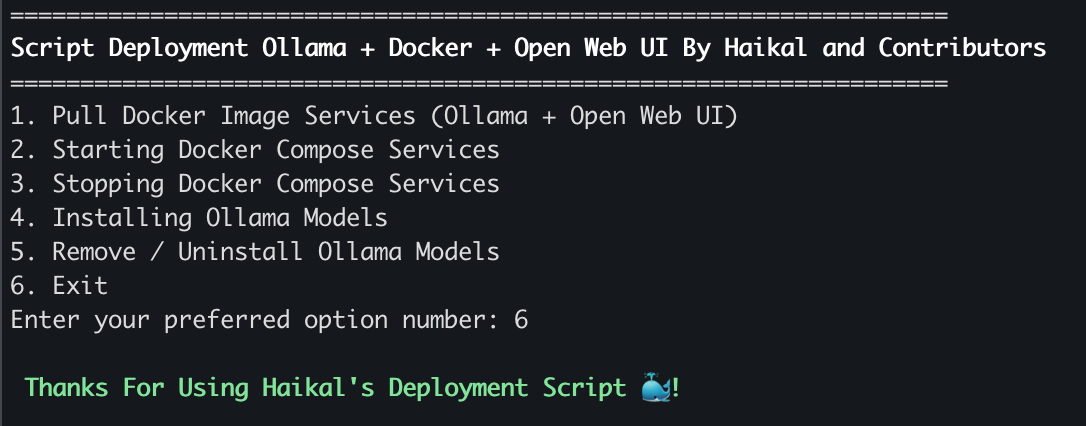 ===================================================================
Script Deployment Ollama + Docker + Open Web UI By Haikal and Contributors
===================================================================
1. Pull Docker Image Services (Ollama + Open Web UI)
2. Starting Docker Compose Services
3. Stopping Docker Compose Services
4. Installing Ollama Models
5. Remove / Uninstall Ollama Models
6. Exit
Enter your preferred option number: 6
Thanks For Using Haikal's Deployment Script 🐳!